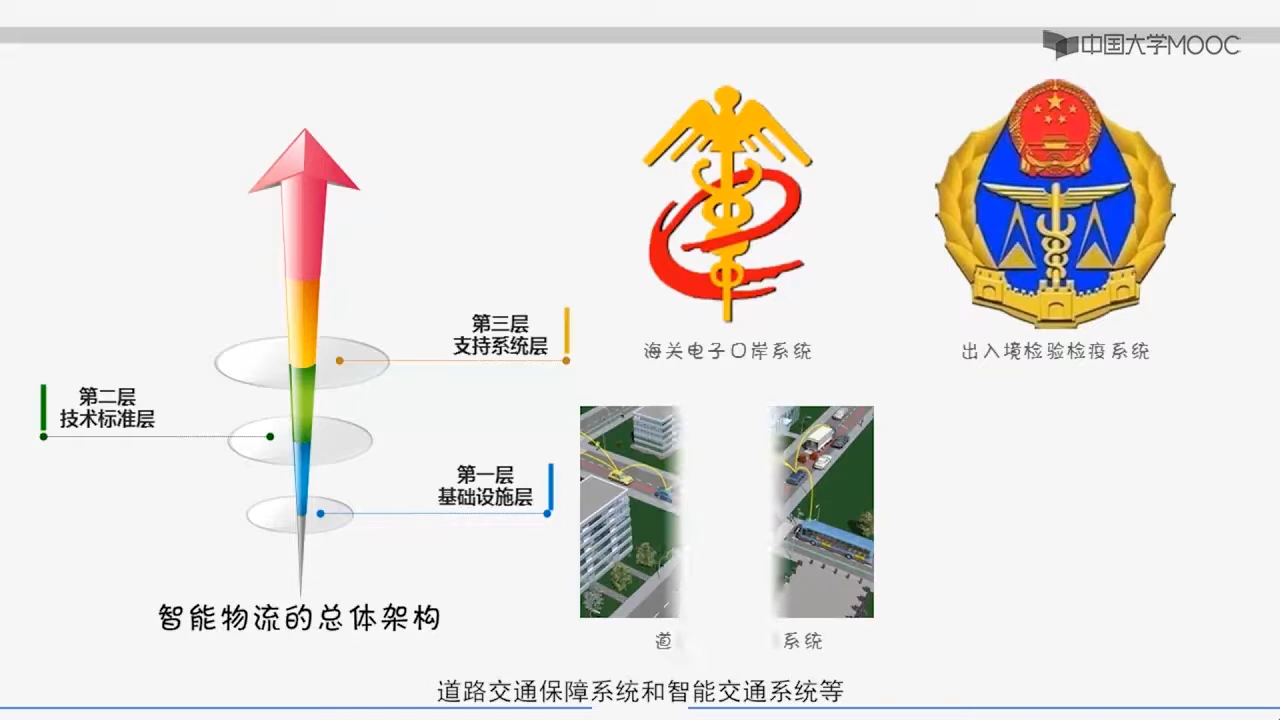 中国大学MOOC
海关电子口岸系统
出入境检验检疫系统
第三层
支持系统层
第二层
技术标准层
第一层
基础设施层
智能物流的总体架构
道
系统
道路交通保障系统和智能交通系统等